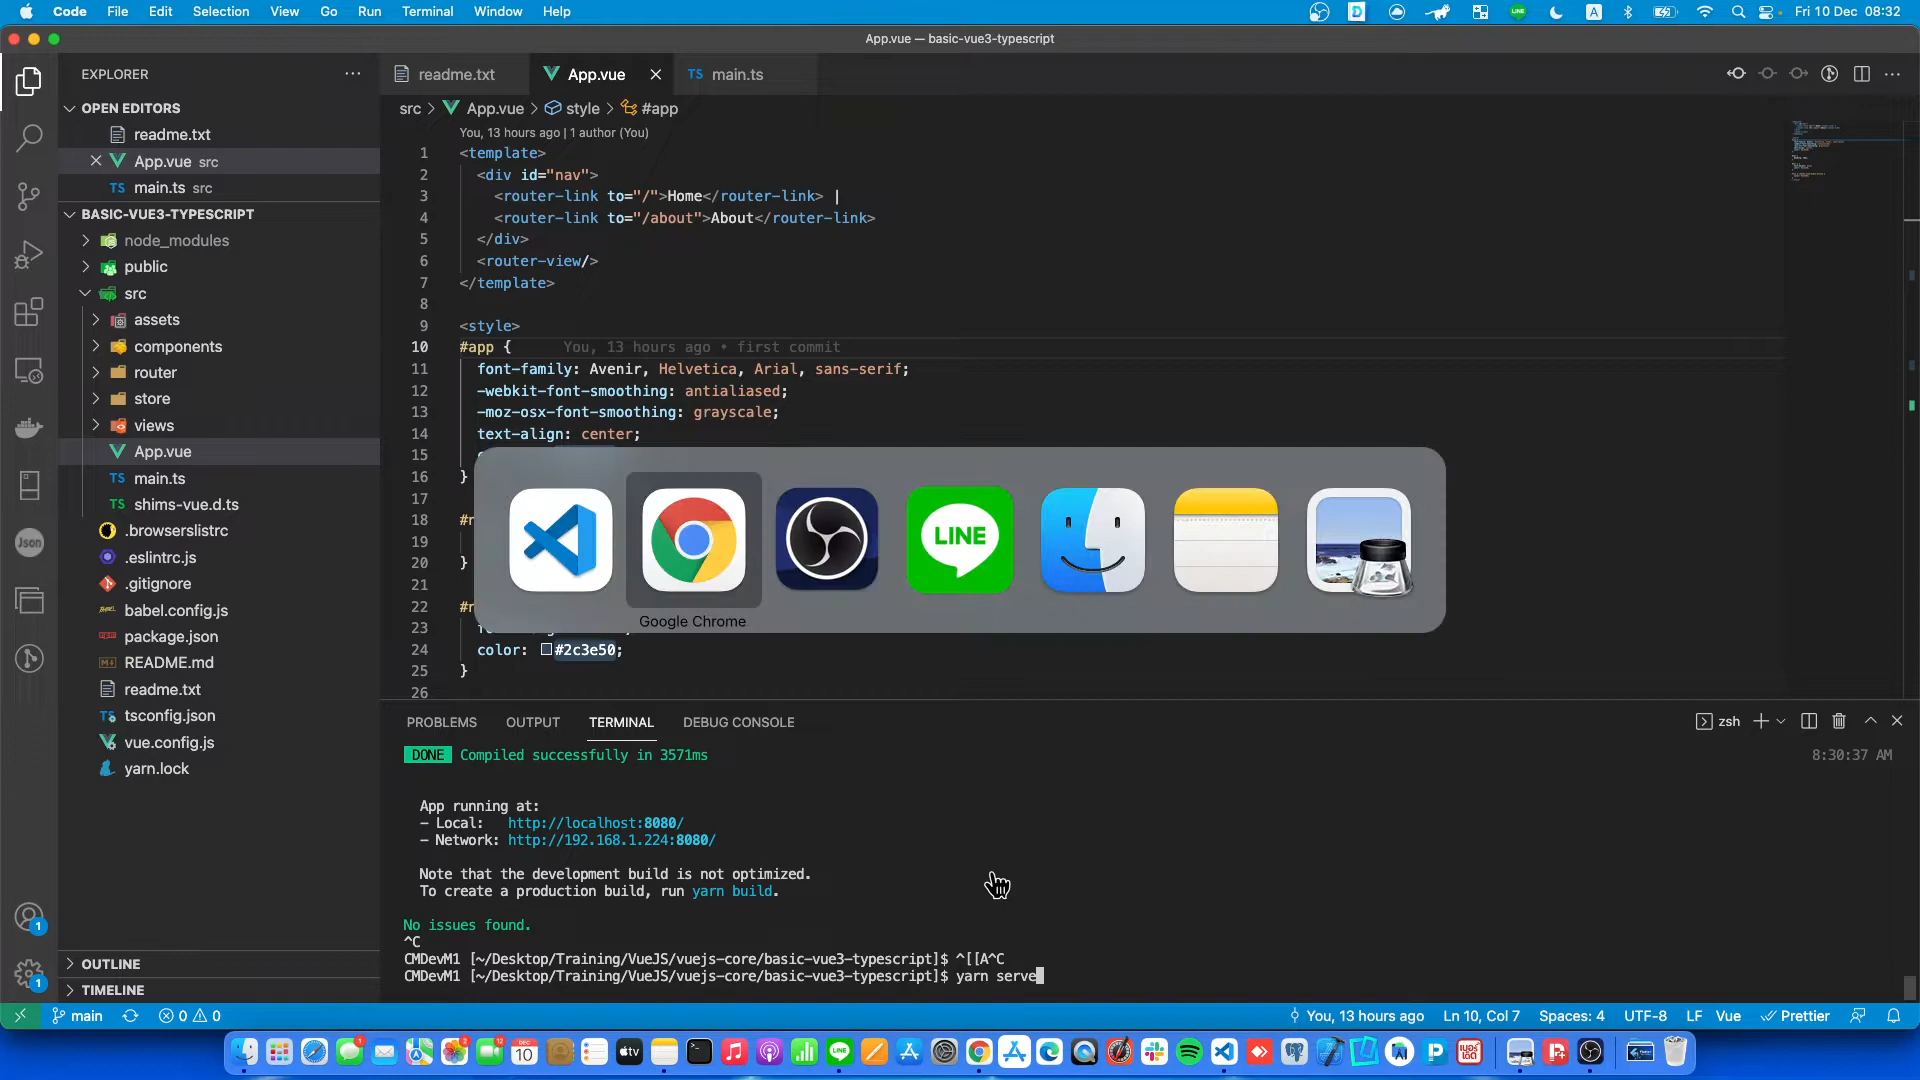 Code File Edit Selection View Go Run Terminal Window Help
LINE A Fri 10 Dec 08:32
App.vue — basic-vue3-typescript
EXPLORER
readme.txt
App.vue
TS main.ts
OPEN EDITORS
readme.txt
App.vue src
TS main.ts src
BASIC-VUE3-TYPESCRIPT
node_modules
public
src
assets
components
router
store
views
App.vue
TS main.ts
TS shims-vue.d.ts
.browserslistrc
.eslintrc.js
.gitignore
babel.config.js
package.json
README.md
readme.txt
tsconfig.json
vue.config.js
yarn.lock
OUTLINE
TIMELINE
Json
1
1
src > App.vue > style > #app
You, 13 hours ago | 1 author (You)
1 <template>
2 <div id="nav">
3 <router-link to="/">Home</router-link> |
4 <router-link to="/about">About</router-link>
5 </div>
6 <router-view/>
7 </template>
8
9 <style>
10 #app { You, 13 hours ago • first commit
11 font-family: Avenir, Helvetica, Arial, sans-serif;
12 -webkit-font-smoothing: antialiased;
13 -moz-osx-font-smoothing: grayscale;
14 text-align: center;
15
16 }
17
18 #n
19
20 }
21
22 #n
23
24 color: #2c3e50;
25 }
26
LINE
Google Chrome
PROBLEMS OUTPUT TERMINAL DEBUG CONSOLE
zsh
DONE Compiled successfully in 3571ms 8:30:37 AM
App running at:
- Local: http://localhost:8080/
- Network: http://192.168.1.224:8080/
Note that the development build is not optimized.
To create a production build, run yarn build.
No issues found.
^C
CMDevM1 [~/Desktop/Training/VueJS/vuejs-core/basic-vue3-typescript]$ ^[[A^C
CMDevM1 [~/Desktop/Training/VueJS/vuejs-core/basic-vue3-typescript]$ yarn serve
main 0 0 You, 13 hours ago Ln 10, Col 7 Spaces: 4 UTF-8 LF Vue Prettier